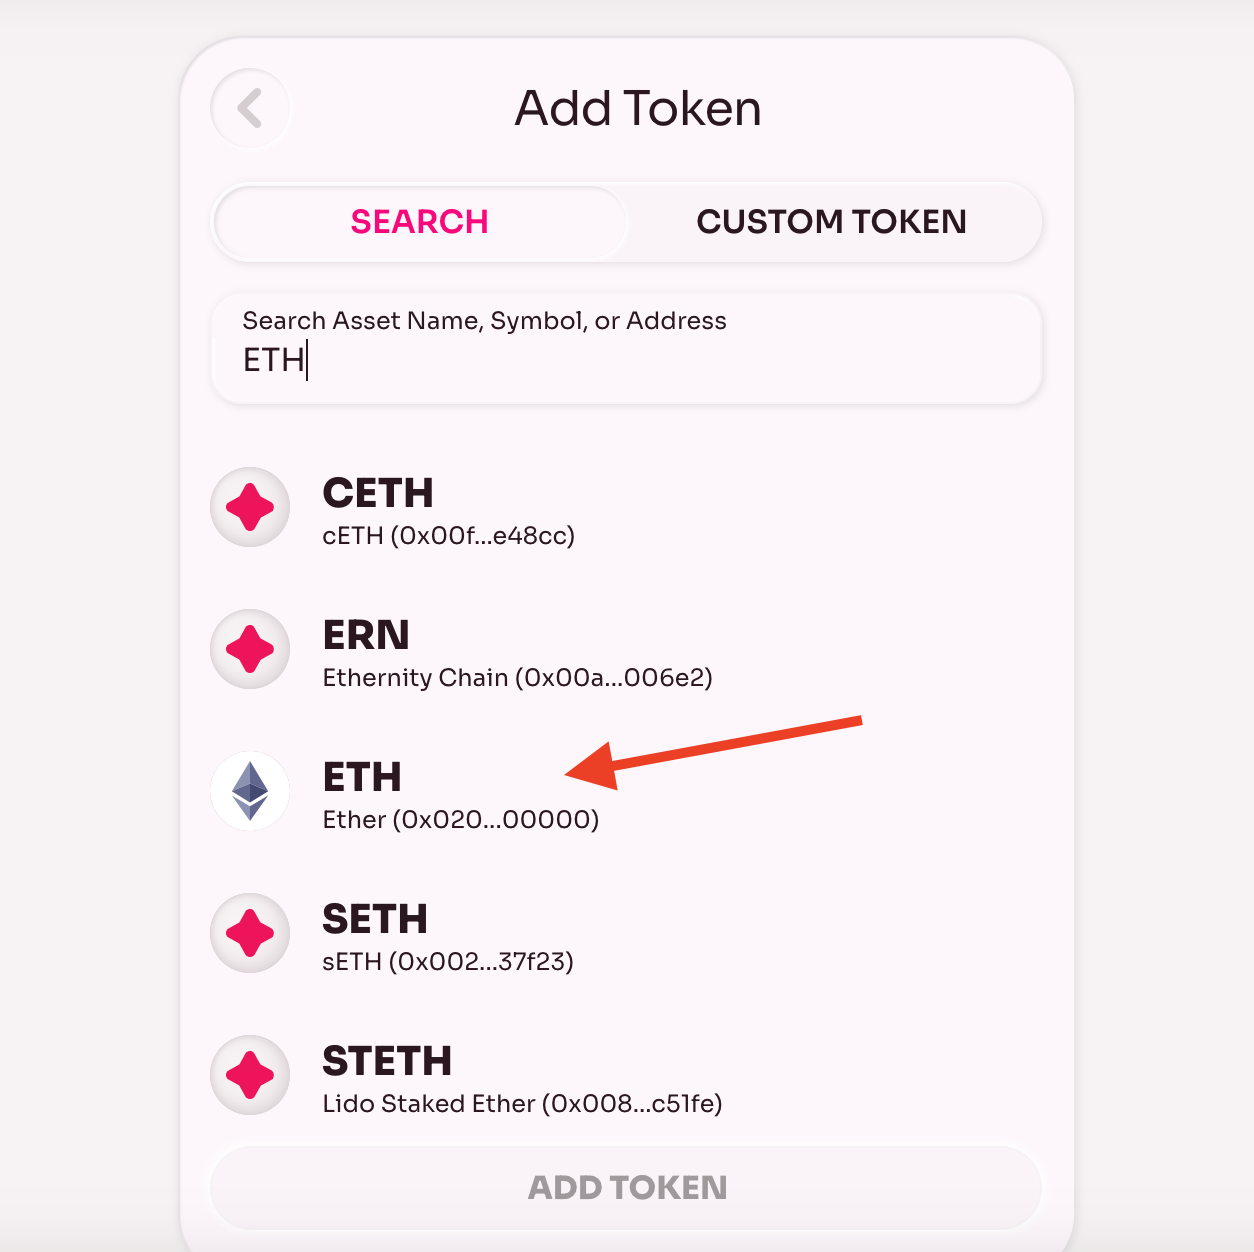 Add Token
SEARCH
CUSTOM TOKEN
Search Asset Name, Symbol, or Address
ETH
CETH
cETH (0x00f...e48cc)
ERN
Ethernity Chain (0x00a...006e2)
ETH
Ether (0x020...00000)
SETH
sETH (0x002...37f23)
STETH
Lido Staked Ether (0x008...c51fe)
ADD TOKEN